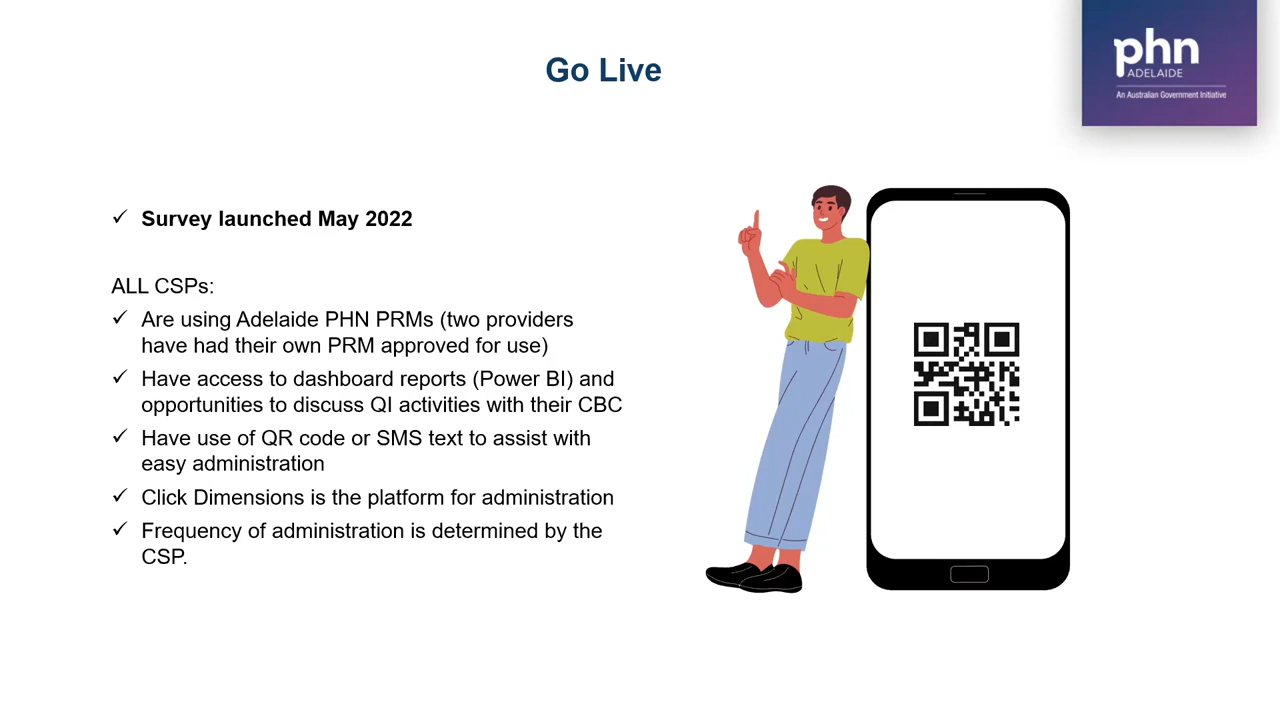 Go Live
phn
ADELAIDE
An Australian Government Initiative
✓ Survey launched May 2022
ALL CSPs:
✓ Are using Adelaide PHN PRMs (two providers
have had their own PRM approved for use)
✓ Have access to dashboard reports (Power BI) and
opportunities to discuss QI activities with their CBC
✓ Have use of QR code or SMS text to assist with
easy administration
✓ Click Dimensions is the platform for administration
✓ Frequency of administration is determined by the
CSP.